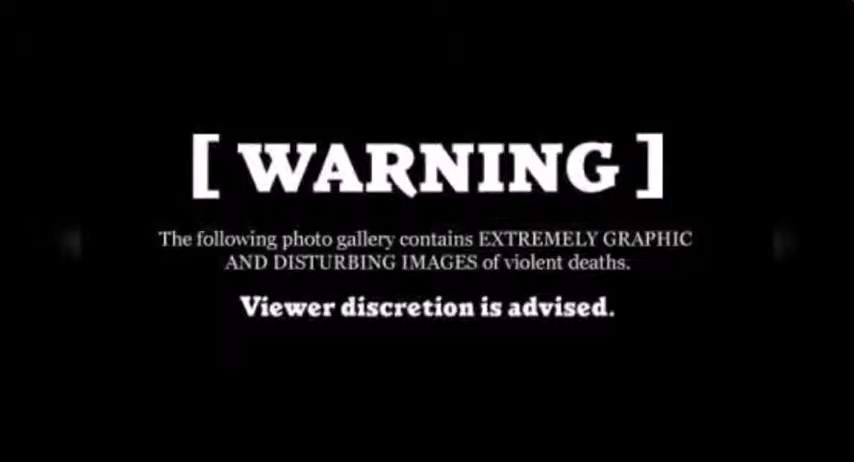 [ WARNING ]
The following photo gallery contains EXTREMELY GRAPHIC
AND DISTURBING IMAGES of violent deaths.
Viewer discretion is advised.